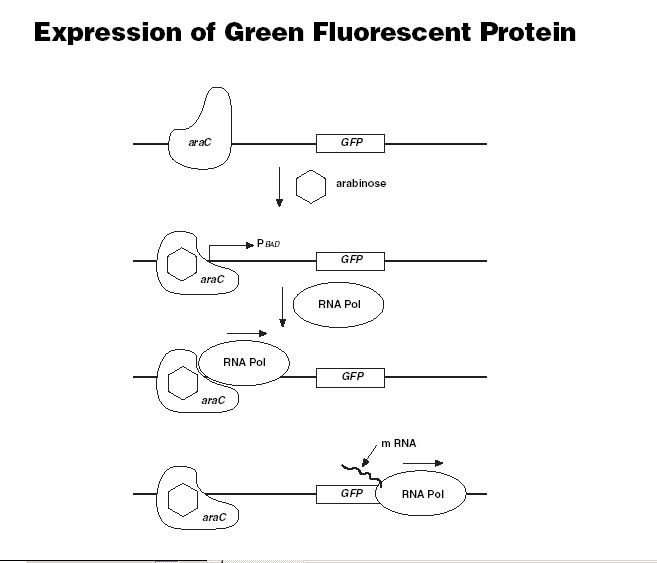 Expression of Green Fluorescent Protein
araC
GFP
arabinose
PBAD
araC
GFP
RNA Pol
RNA Pol
araC
GFP
m RNA
GFP
RNA Pol
araC